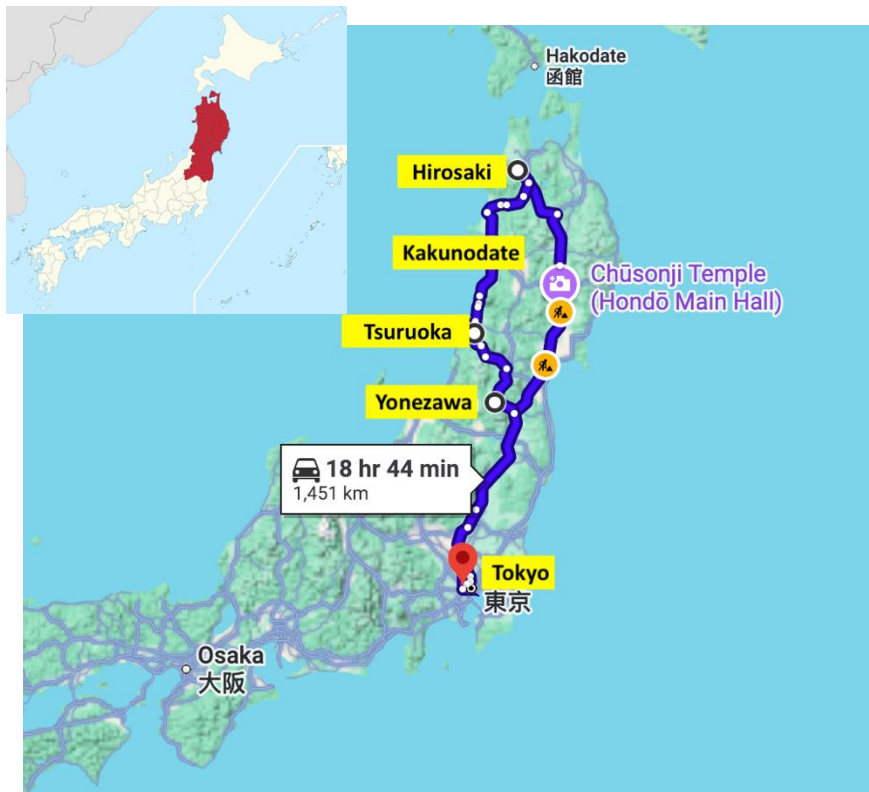 Hakodate
函館
Hirosaki
Kakunodate
Chūsonji Temple
(Hondō Main Hall)
Tsuruoka
Yonezawa
18 hr 44 min
1,451 km
Tokyo
東京
Osaka
大阪